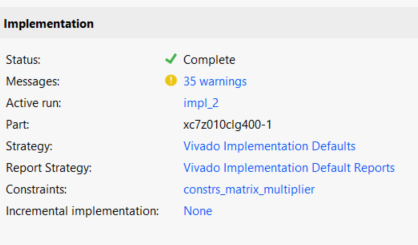 Implementation
Status: Complete
Messages: 35 warnings
Active run: impl_2
Part: xc7z010clg400-1
Strategy: Vivado Implementation Defaults
Report Strategy: Vivado Implementation Default Reports
Constraints: constrs_matrix_multiplier
Incremental implementation: None